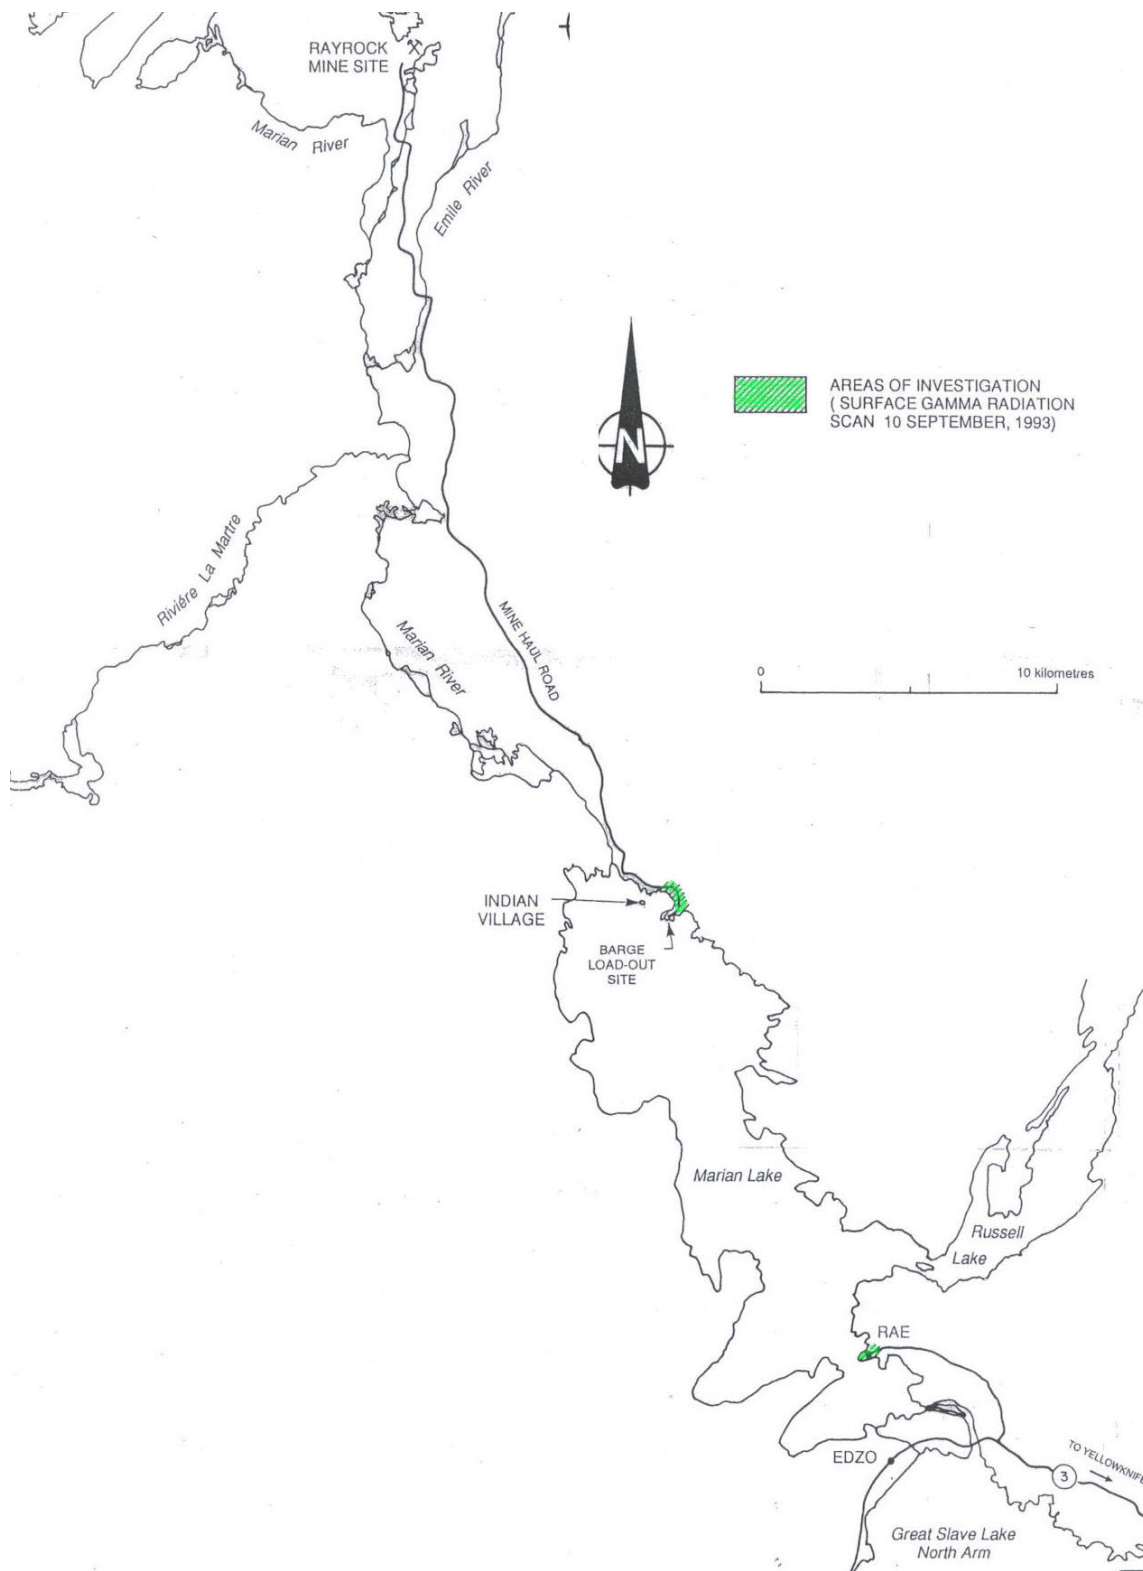 RAYROCK
MINE SITE
Marian River
Emile River
N
AREAS OF INVESTIGATION
( SURFACE GAMMA RADIATION
SCAN 10 SEPTEMBER, 1993)
Riviére La Martre
MINE HAUL ROAD
Marian River
0 10 kilometres
INDIAN
VILLAGE
BARGE
LOAD-OUT
SITE
Marian Lake
Russell
Lake
RAE
EDZO
TO YELLOWKNIFE
3
Great Slave Lake
North Arm